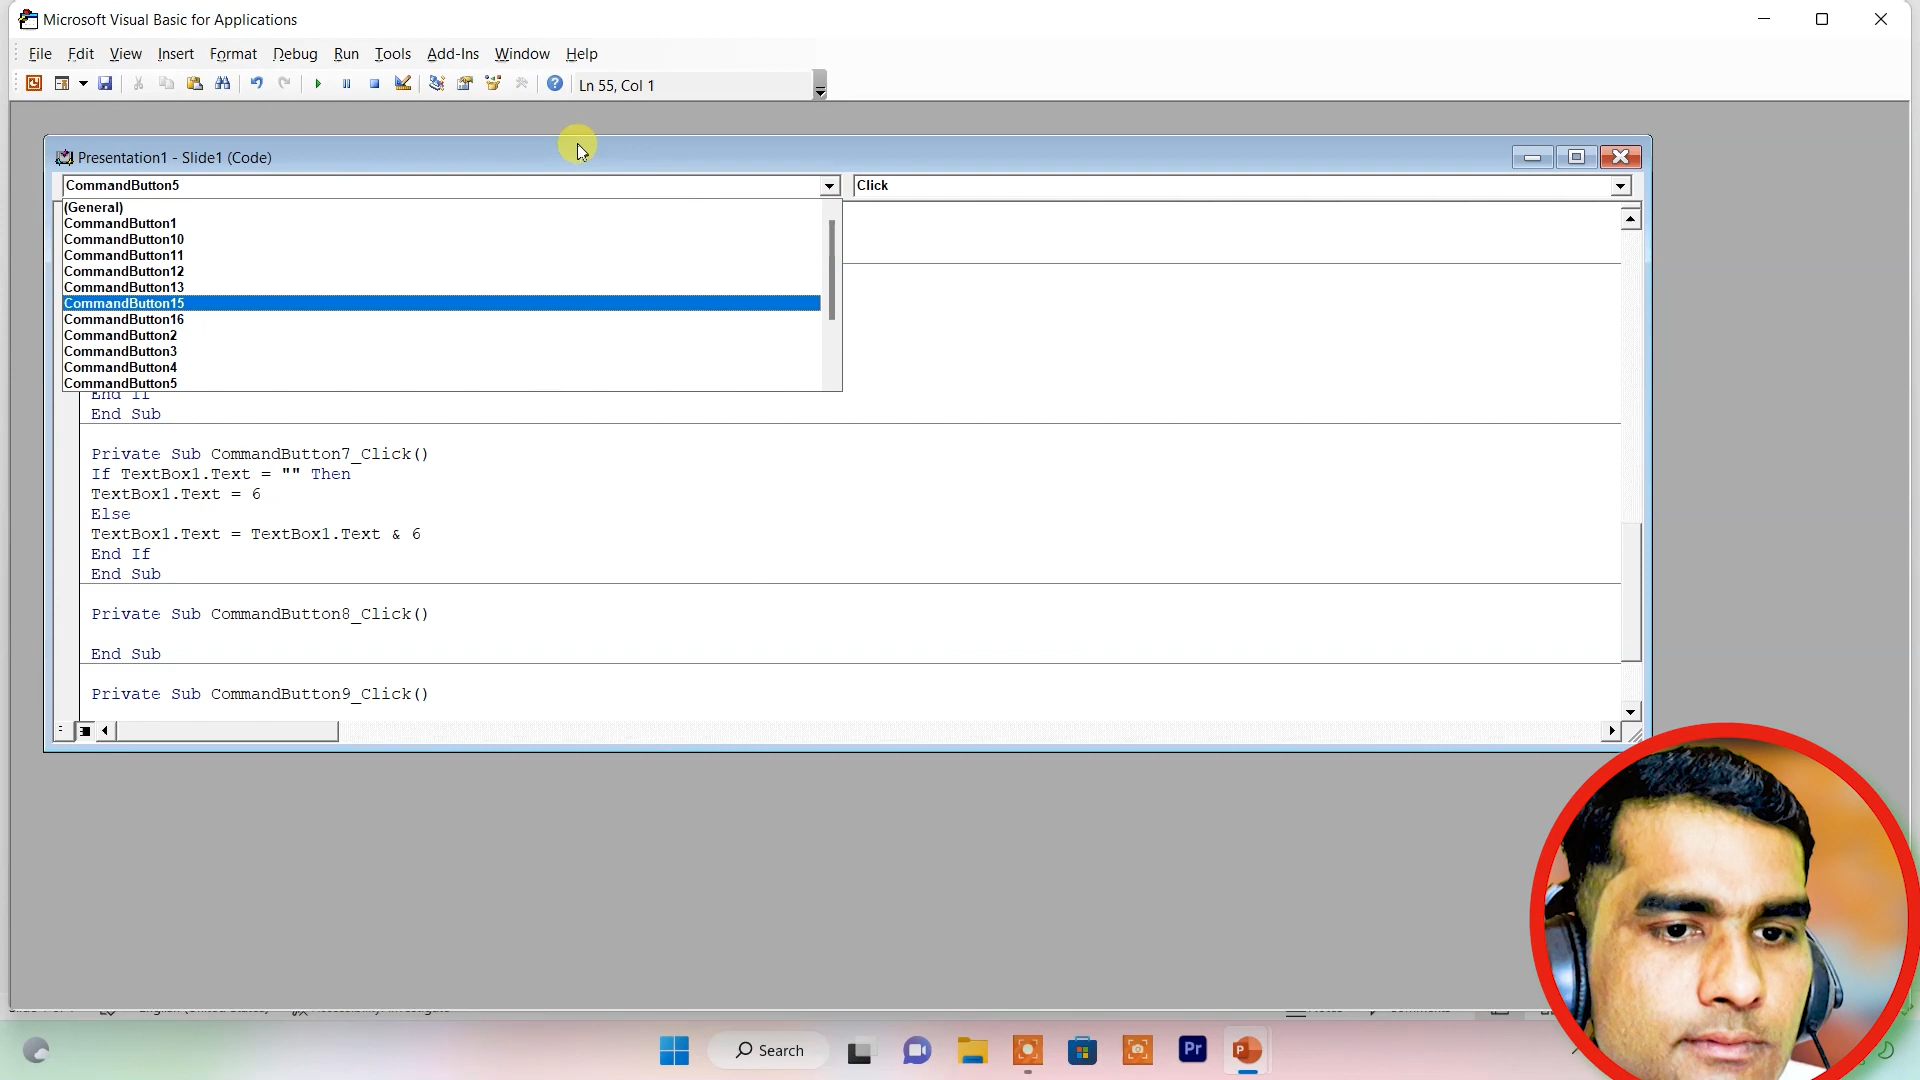 Microsoft Visual Basic for Applications
File Edit View Insert Format Debug Run Tools Add-Ins Window Help
Ln 55, Col 1
Presentation1 - Slide1 (Code)
CommandButton5 Click
(General)
CommandButton1
CommandButton10
CommandButton11
CommandButton12
CommandButton13
CommandButton15
CommandButton16
CommandButton2
CommandButton3
CommandButton4
CommandButton5
End If
End Sub
Private Sub CommandButton7_Click()
If TextBox1.Text = "" Then
TextBox1.Text = 6
Else
TextBox1.Text = TextBox1.Text & 6
End If
End Sub
Private Sub CommandButton8_Click()
End Sub
Private Sub CommandButton9_Click()
Search
Pr
P